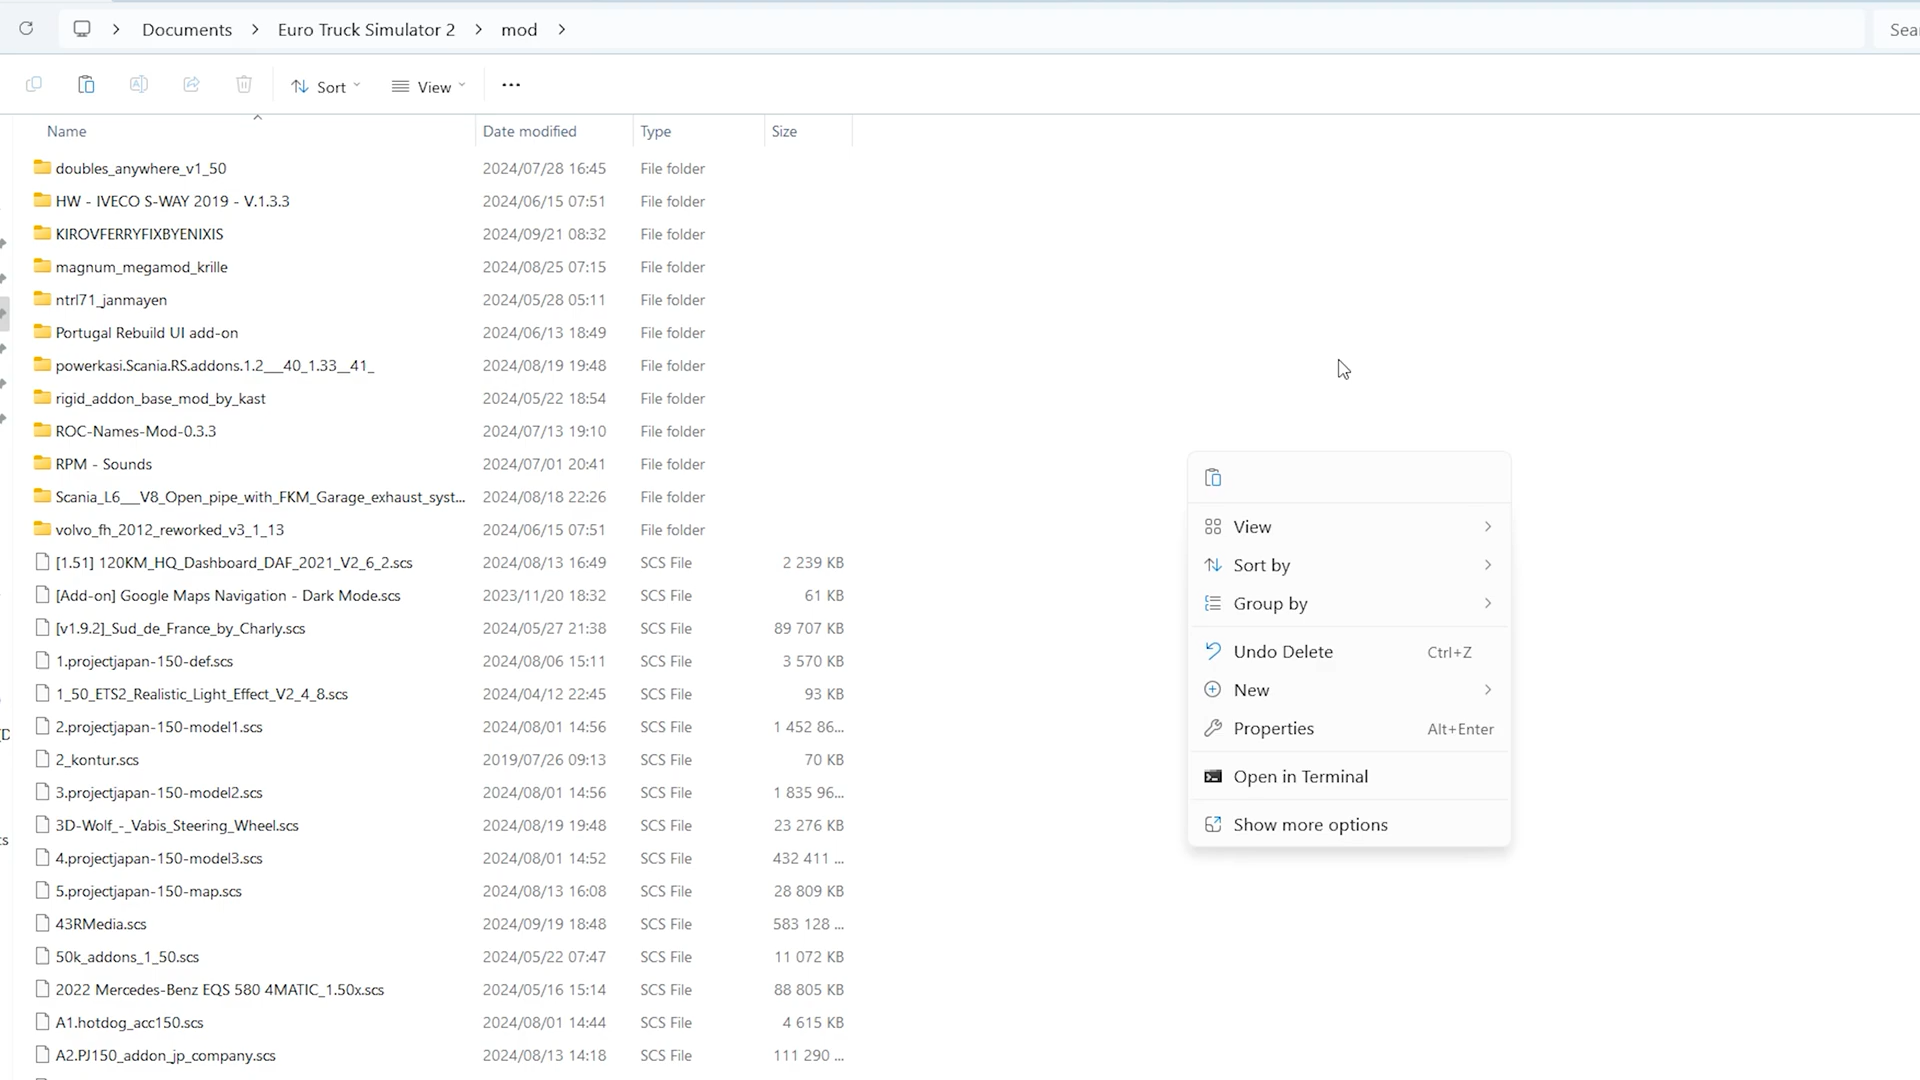 Documents > Euro Truck Simulator 2 > mod >
Sort View ...
Name Date modified Type Size
doubles_anywhere_v1_50 2024/07/28 16:45 File folder
HW - IVECO S-WAY 2019 - V.1.3.3 2024/06/15 07:51 File folder
KIROVFERRYFIXBYENIXIS 2024/09/21 08:32 File folder
magnum_megamod_krille 2024/08/25 07:15 File folder
ntrl71_janmayen 2024/05/28 05:11 File folder
Portugal Rebuild UI add-on 2024/06/13 18:49 File folder
powerkasi.Scania.RS.addons.1.2___40_1.33__41_ 2024/08/19 19:48 File folder
rigid_addon_base_mod_by_kast 2024/05/22 18:54 File folder
ROC-Names-Mod-0.3.3 2024/07/13 19:10 File folder
RPM - Sounds 2024/07/01 20:41 File folder
Scania_L6___V8_Open_pipe_with_FKM_Garage_exhaust_syst... 2024/08/18 22:26 File folder
volvo_fh_2012_reworked_v3_1_13 2024/06/15 07:51 File folder
[1.51] 120KM_HQ_Dashboard_DAF_2021_V2_6_2.scs 2024/08/13 16:49 SCS File 2 239 KB
[Add-on] Google Maps Navigation - Dark Mode.scs 2023/11/20 18:32 SCS File 61 KB
[v1.9.2]_Sud_de_France_by_Charly.scs 2024/05/27 21:38 SCS File 89 707 KB
1.projectjapan-150-def.scs 2024/08/06 15:11 SCS File 3 570 KB
1_50_ETS2_Realistic_Light_Effect_V2_4_8.scs 2024/04/12 22:45 SCS File 93 KB
2.projectjapan-150-model1.scs 2024/08/01 14:56 SCS File 1 452 86...
2_kontur.scs 2019/07/26 09:13 SCS File 70 KB
3.projectjapan-150-model2.scs 2024/08/01 14:56 SCS File 1 835 96...
3D-Wolf_-_Vabis_Steering_Wheel.scs 2024/08/19 19:48 SCS File 23 276 KB
4.projectjapan-150-model3.scs 2024/08/01 14:52 SCS File 432 411 ...
5.projectjapan-150-map.scs 2024/08/13 16:08 SCS File 28 809 KB
43RMedia.scs 2024/09/19 18:48 SCS File 583 128 ...
50k_addons_1_50.scs 2024/05/22 07:47 SCS File 11 072 KB
2022 Mercedes-Benz EQS 580 4MATIC_1.50x.scs 2024/05/16 15:14 SCS File 88 805 KB
A1.hotdog_acc150.scs 2024/08/01 14:44 SCS File 4 615 KB
A2.PJ150_addon_jp_company.scs 2024/08/13 14:18 SCS File 111 290 ...
View
Sort by
Group by
Undo Delete Ctrl+Z
New
Properties Alt+Enter
Open in Terminal
Show more options